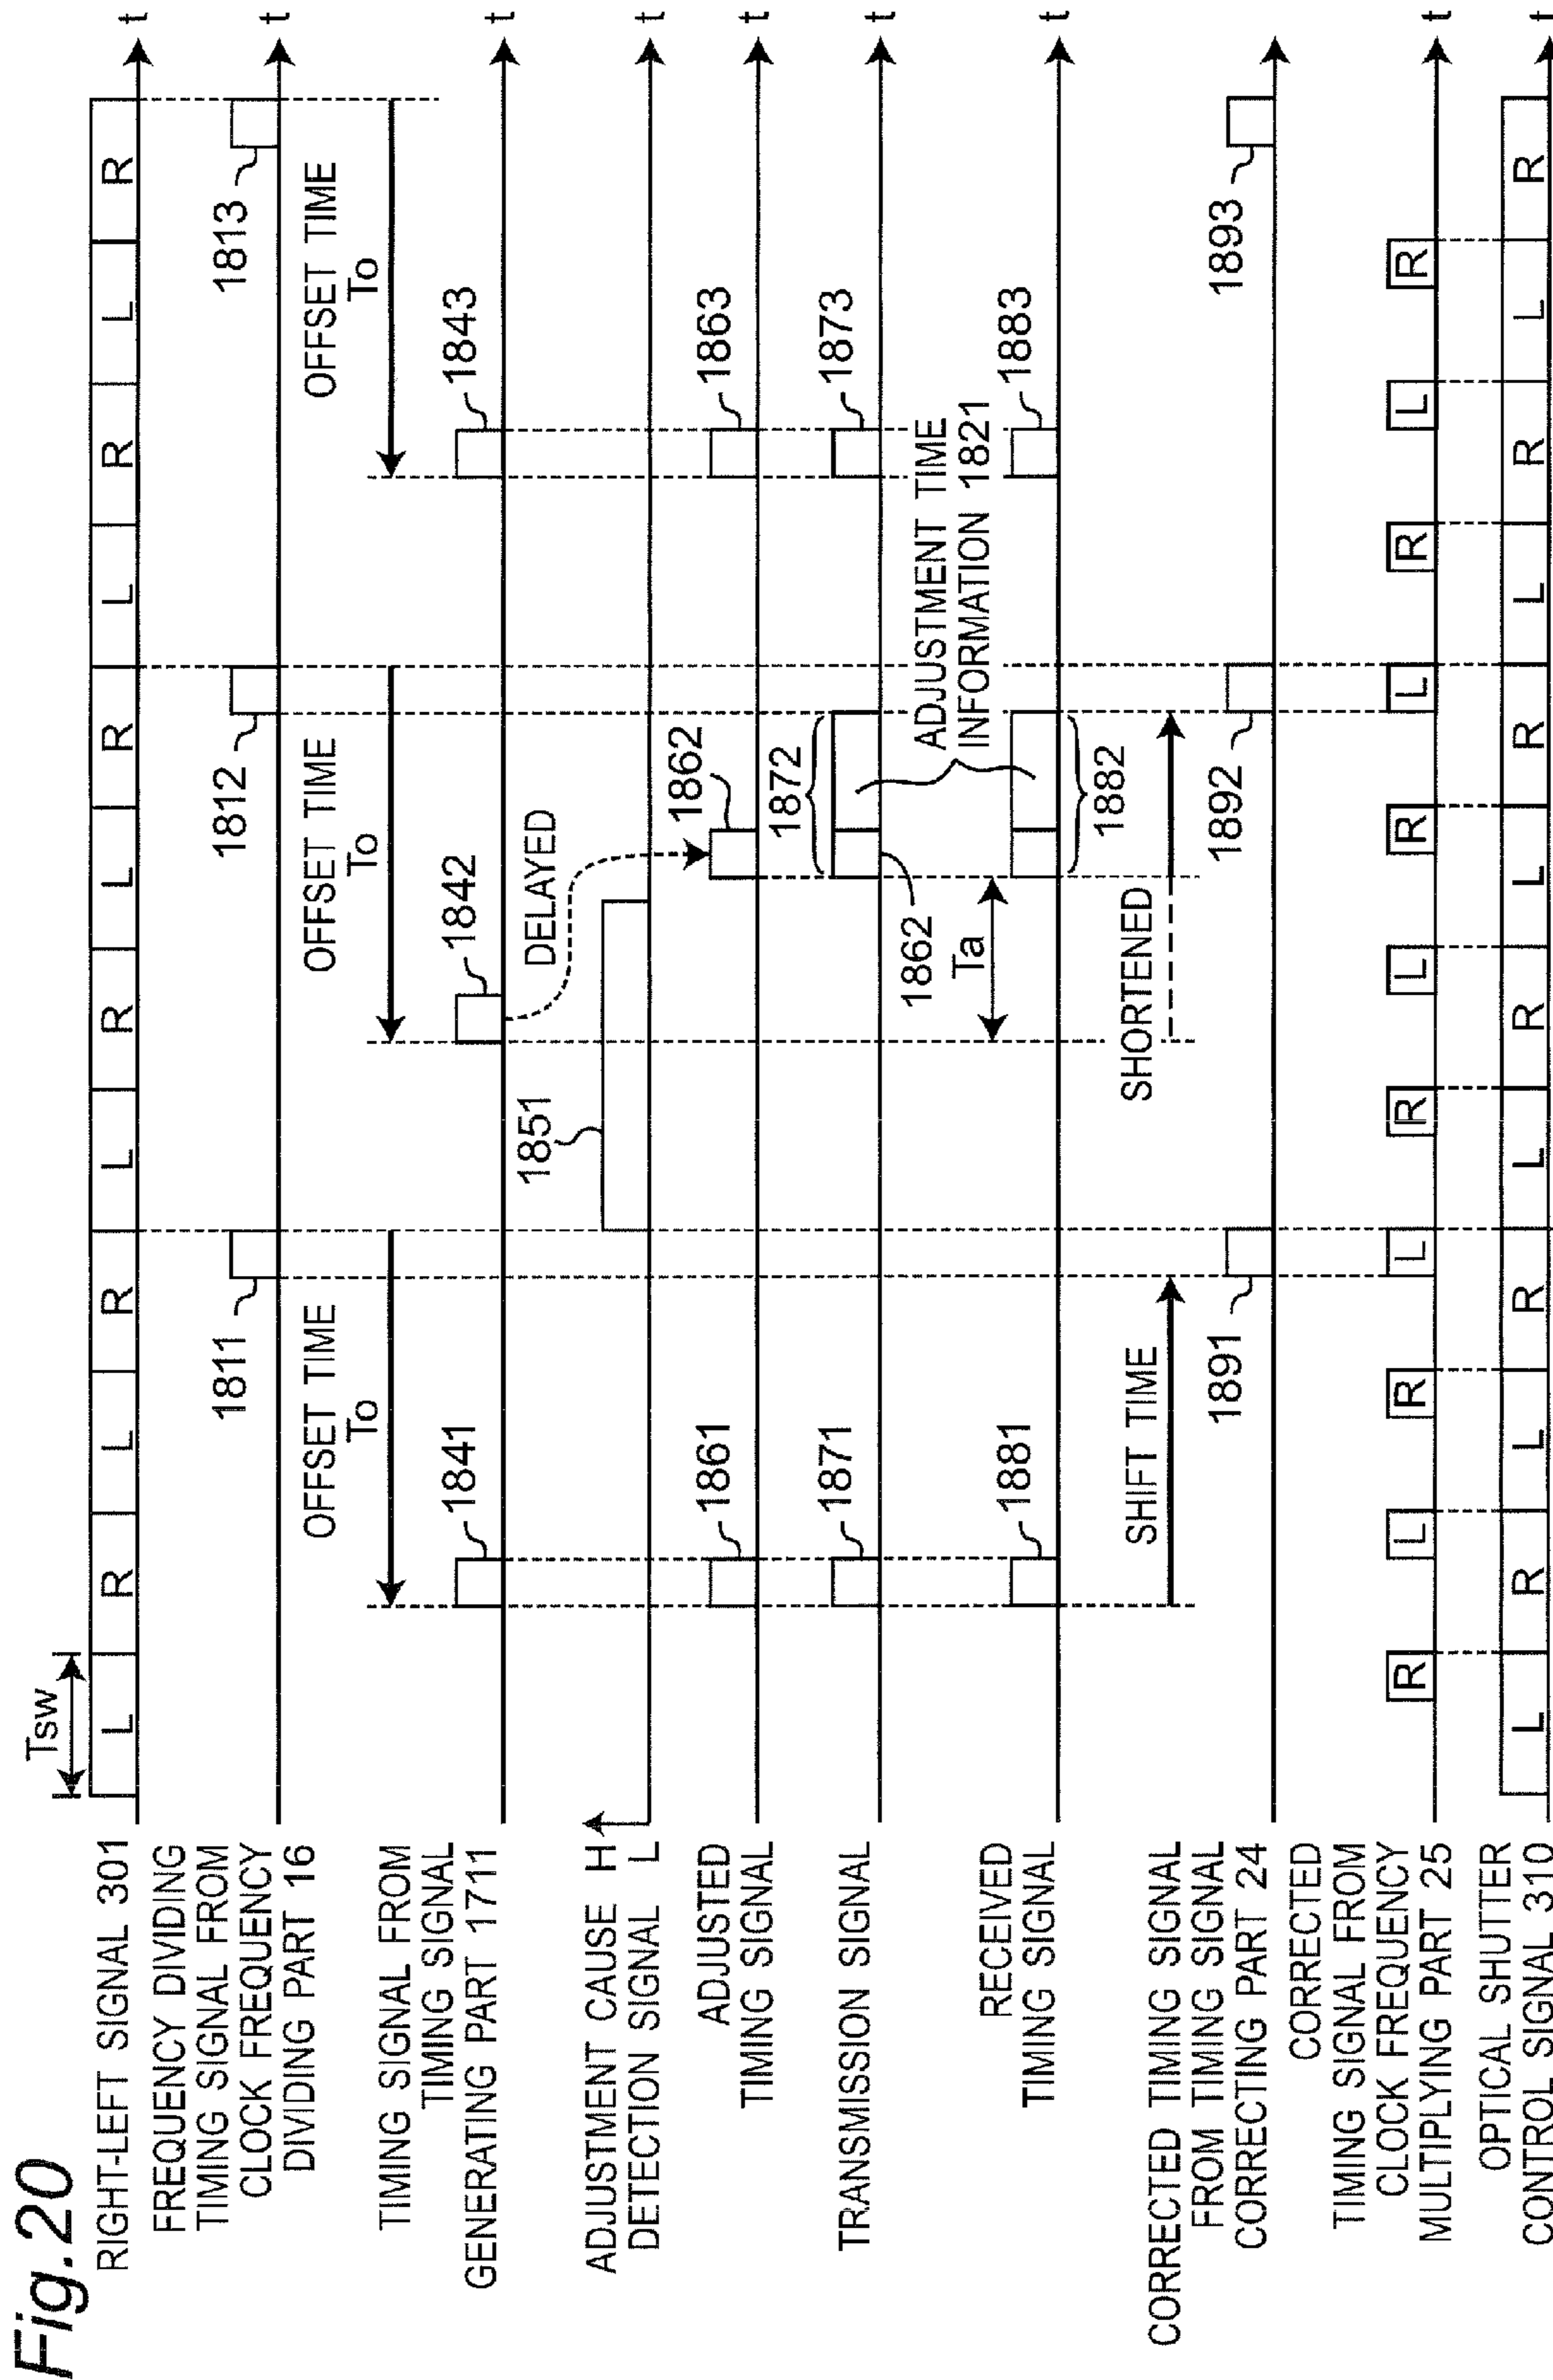 Fig.20
Tsw
RIGHT-LEFT SIGNAL 301
L R L R L R L R L R L R
t
FREQUENCY DIVIDING
TIMING SIGNAL FROM
CLOCK FREQUENCY
DIVIDING PART 16
1811
1812
1813
t
OFFSET TIME
To
OFFSET TIME
To
OFFSET TIME
To
TIMING SIGNAL FROM
TIMING SIGNAL
GENERATING PART 1711
1841
1842
1843
t
DELAYED
ADJUSTMENT CAUSE H
DETECTION SIGNAL L
1851
t
ADJUSTED
TIMING SIGNAL
1861
1862
1863
t
TRANSMISSION SIGNAL
1871
1872
1873
t
1862
ADJUSTMENT TIME
INFORMATION 1821
RECEIVED
TIMING SIGNAL
1881
Ta
1882
1883
t
SHIFT TIME
SHORTENED
CORRECTED TIMING SIGNAL
FROM TIMING SIGNAL
CORRECTING PART 24
1891
1892
1893
CORRECTED
TIMING SIGNAL FROM
CLOCK FREQUENCY
MULTIPLYING PART 25
R L R L R L R L R L R
t
OPTICAL SHUTTER
CONTROL SIGNAL 310
L R L R L R L R L R L R
t